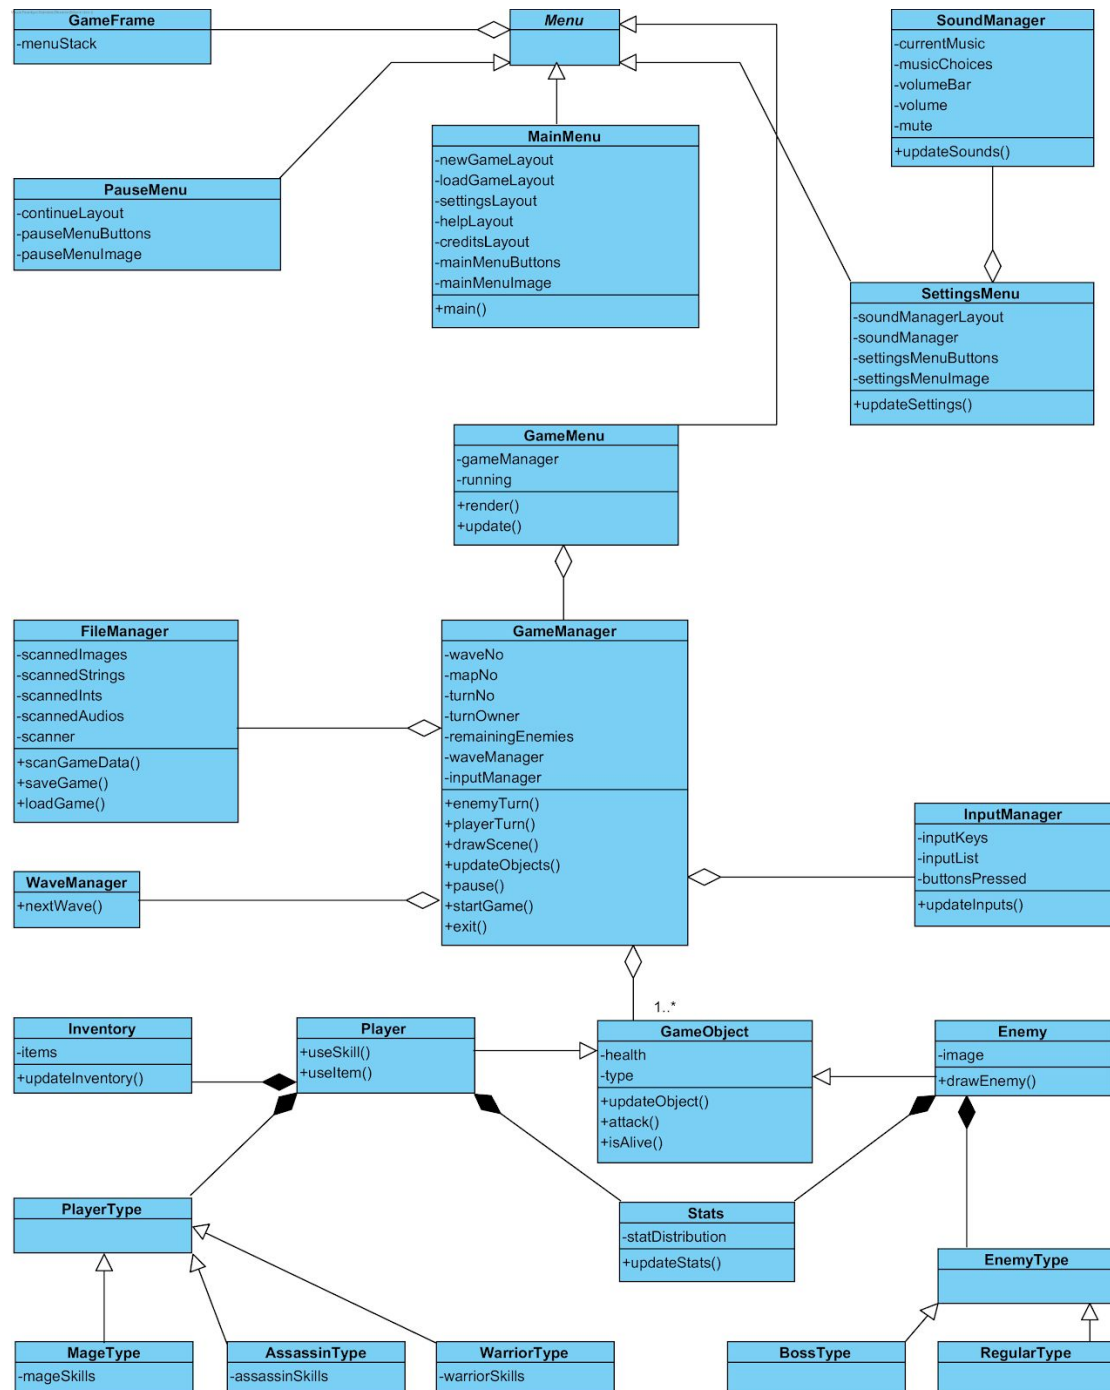 GameFrame
-menuStack
Menu
SoundManager
-currentMusic
-musicChoices
-volumeBar
-volume
-mute
+updateSounds()
MainMenu
-newGameLayout
-loadGameLayout
-settingsLayout
-helpLayout
-creditsLayout
-mainMenuButtons
-mainMenuImage
+main()
PauseMenu
-continueLayout
-pauseMenuButtons
-pauseMenuImage
SettingsMenu
-soundManagerLayout
-soundManager
-settingsMenuButtons
-settingsMenuImage
+updateSettings()
GameMenu
-gameManager
-running
+render()
+update()
FileManager
-scannedImages
-scannedStrings
-scannedInts
-scannedAudios
-scanner
+scanGameData()
+saveGame()
+loadGame()
GameManager
-waveNo
-mapNo
-turnNo
-turnOwner
-remainingEnemies
-waveManager
-inputManager
+enemyTurn()
+playerTurn()
+drawScene()
+updateObjects()
+pause()
+startGame()
+exit()
InputManager
-inputKeys
-inputList
-buttonsPressed
+updateInputs()
WaveManager
+nextWave()
1..*
Inventory
-items
+updateInventory()
Player
+useSkill()
+useItem()
GameObject
-health
-type
+updateObject()
+attack()
+isAlive()
Enemy
-image
+drawEnemy()
PlayerType
Stats
-statDistribution
+updateStats()
EnemyType
MageType
-mageSkills
AssassinType
-assassinSkills
WarriorType
-warriorSkills
BossType
RegularType